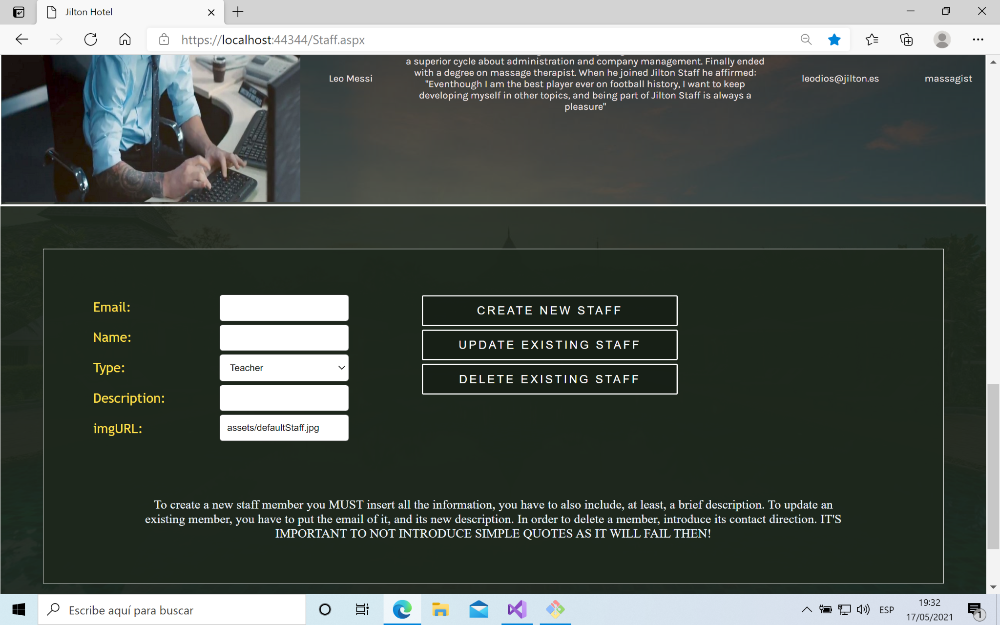 Jilton Hotel
https://localhost:44344/Staff.aspx
a superior cycle about administration and company management. Finally ended
with a degree on massage therapist. When he joined Jilton Staff he affirmed:
"Eventhough I am the best player ever on football history, I want to keep
developing myself in other topics, and being part of Jilton Staff is always a
pleasure"
Leo Messi
leodios@jilton.es
massagist
Email:
Name:
Type:
Teacher
Description:
imgURL:
assets/defaultStaff.jpg
CREATE NEW STAFF
UPDATE EXISTING STAFF
DELETE EXISTING STAFF
To create a new staff member you MUST insert all the information, you have to also include, at least, a brief description. To update an
existing member, you have to put the email of it, and its new description. In order to delete a member, introduce its contact direction. IT'S
IMPORTANT TO NOT INTRODUCE SIMPLE QUOTES AS IT WILL FAIL THEN!
Escribe aquí para buscar
ESP
19:32
17/05/2021
1